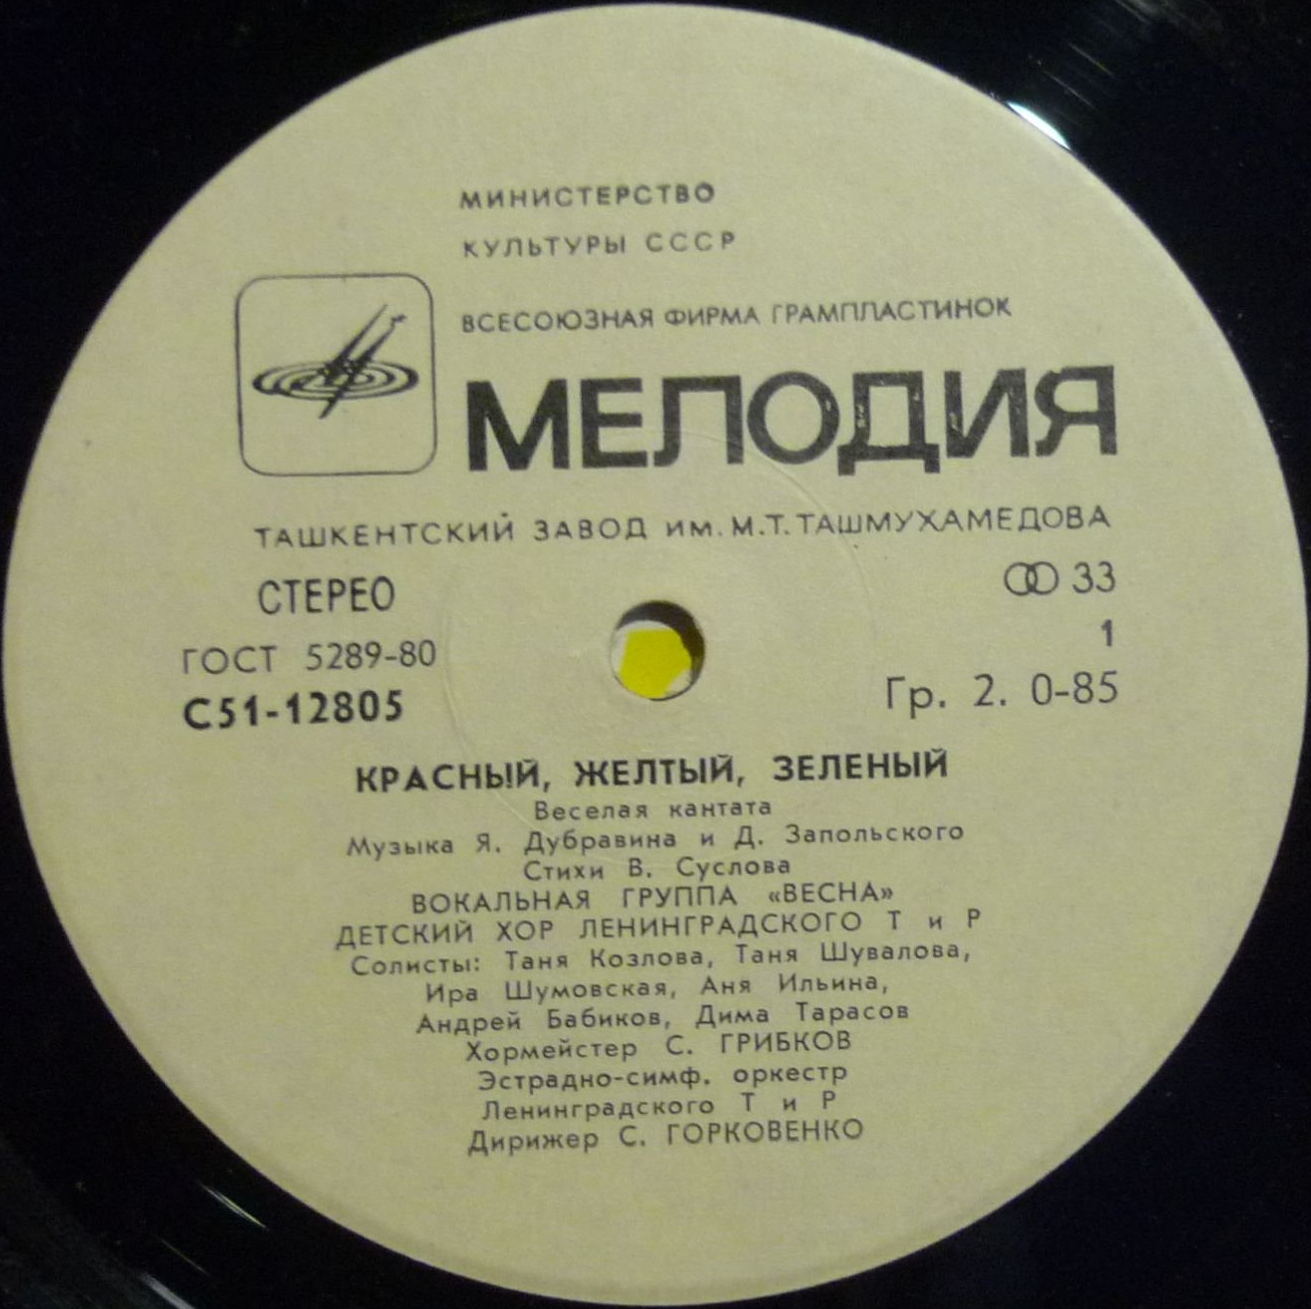 МИНИСТЕРСТВО
КУЛЬТУРЫ СССР
ВСЕСОЮЗНАЯ ФИРМА ГРАМПЛАСТИНОК
МЕЛОДИЯ
ТАШКЕНТСКИЙ ЗАВОД ИМ. М.Т. ТАШМУХАМЕДОВА
СТЕРЕО
33
ГОСТ 5289-80
1
С51-12805
Гр. 2. 0-85
КРАСНЫЙ, ЖЕЛТЫЙ, ЗЕЛЕНЫЙ
Веселая кантата
Музыка Я. Дубравина и Д. Запольского
Стихи В. Суслова
ВОКАЛЬНАЯ ГРУППА «ВЕСНА»
ДЕТСКИЙ ХОР ЛЕНИНГРАДСКОГО Т и Р
Солисты: Таня Козлова, Таня Шувалова,
Ира Шумовская, Аня Ильина,
Андрей Бабиков, Дима Тарасов
Хормейстер С. ГРИБКОВ
Эстрадно-симф. оркестр
Ленинградского Т и Р
Дирижер С. ГОРКОВЕНКО